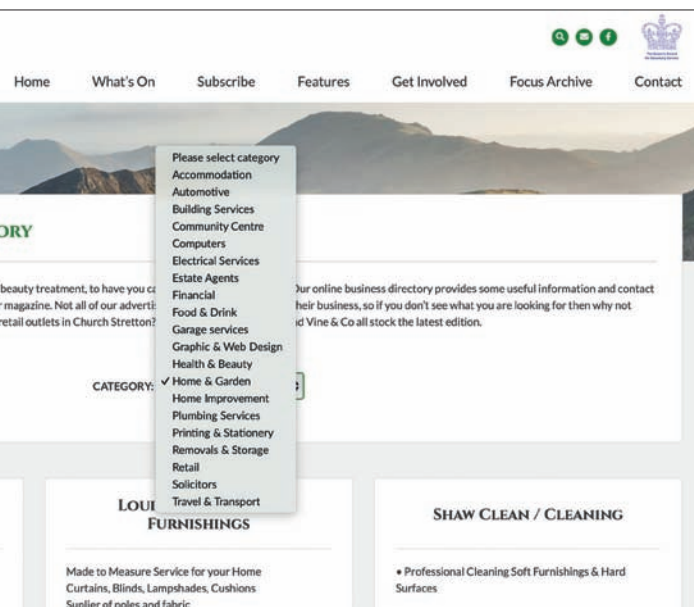 Home What's On Subscribe Features Get Involved Focus Archive Contact
Please select category
Accommodation
Automotive
Building Services
Community Centre
Computers
Electrical Services
Estate Agents
Financial
Food & Drink
Garage services
Graphic & Web Design
Health & Beauty
✓ Home & Garden
Home Improvement
Plumbing Services
Printing & Stationery
Removals & Storage
Retail
Solicitors
Travel & Transport
ORY
beauty treatment, to have you ca Our online business directory provides some useful information and contact
magazine. Not all of our adverti heir business, so if you don't see what you are looking for then why not
retail outlets in Church Stretton? d Vine & Co all stock the latest edition.
CATEGORY:
LOU
FURNISHINGS
Made to Measure Service for your Home
Curtains, Blinds, Lampshades, Cushions
Suplier of poles and fabric
SHAW CLEAN / CLEANING
• Professional Cleaning Soft Furnishings & Hard
Surfaces